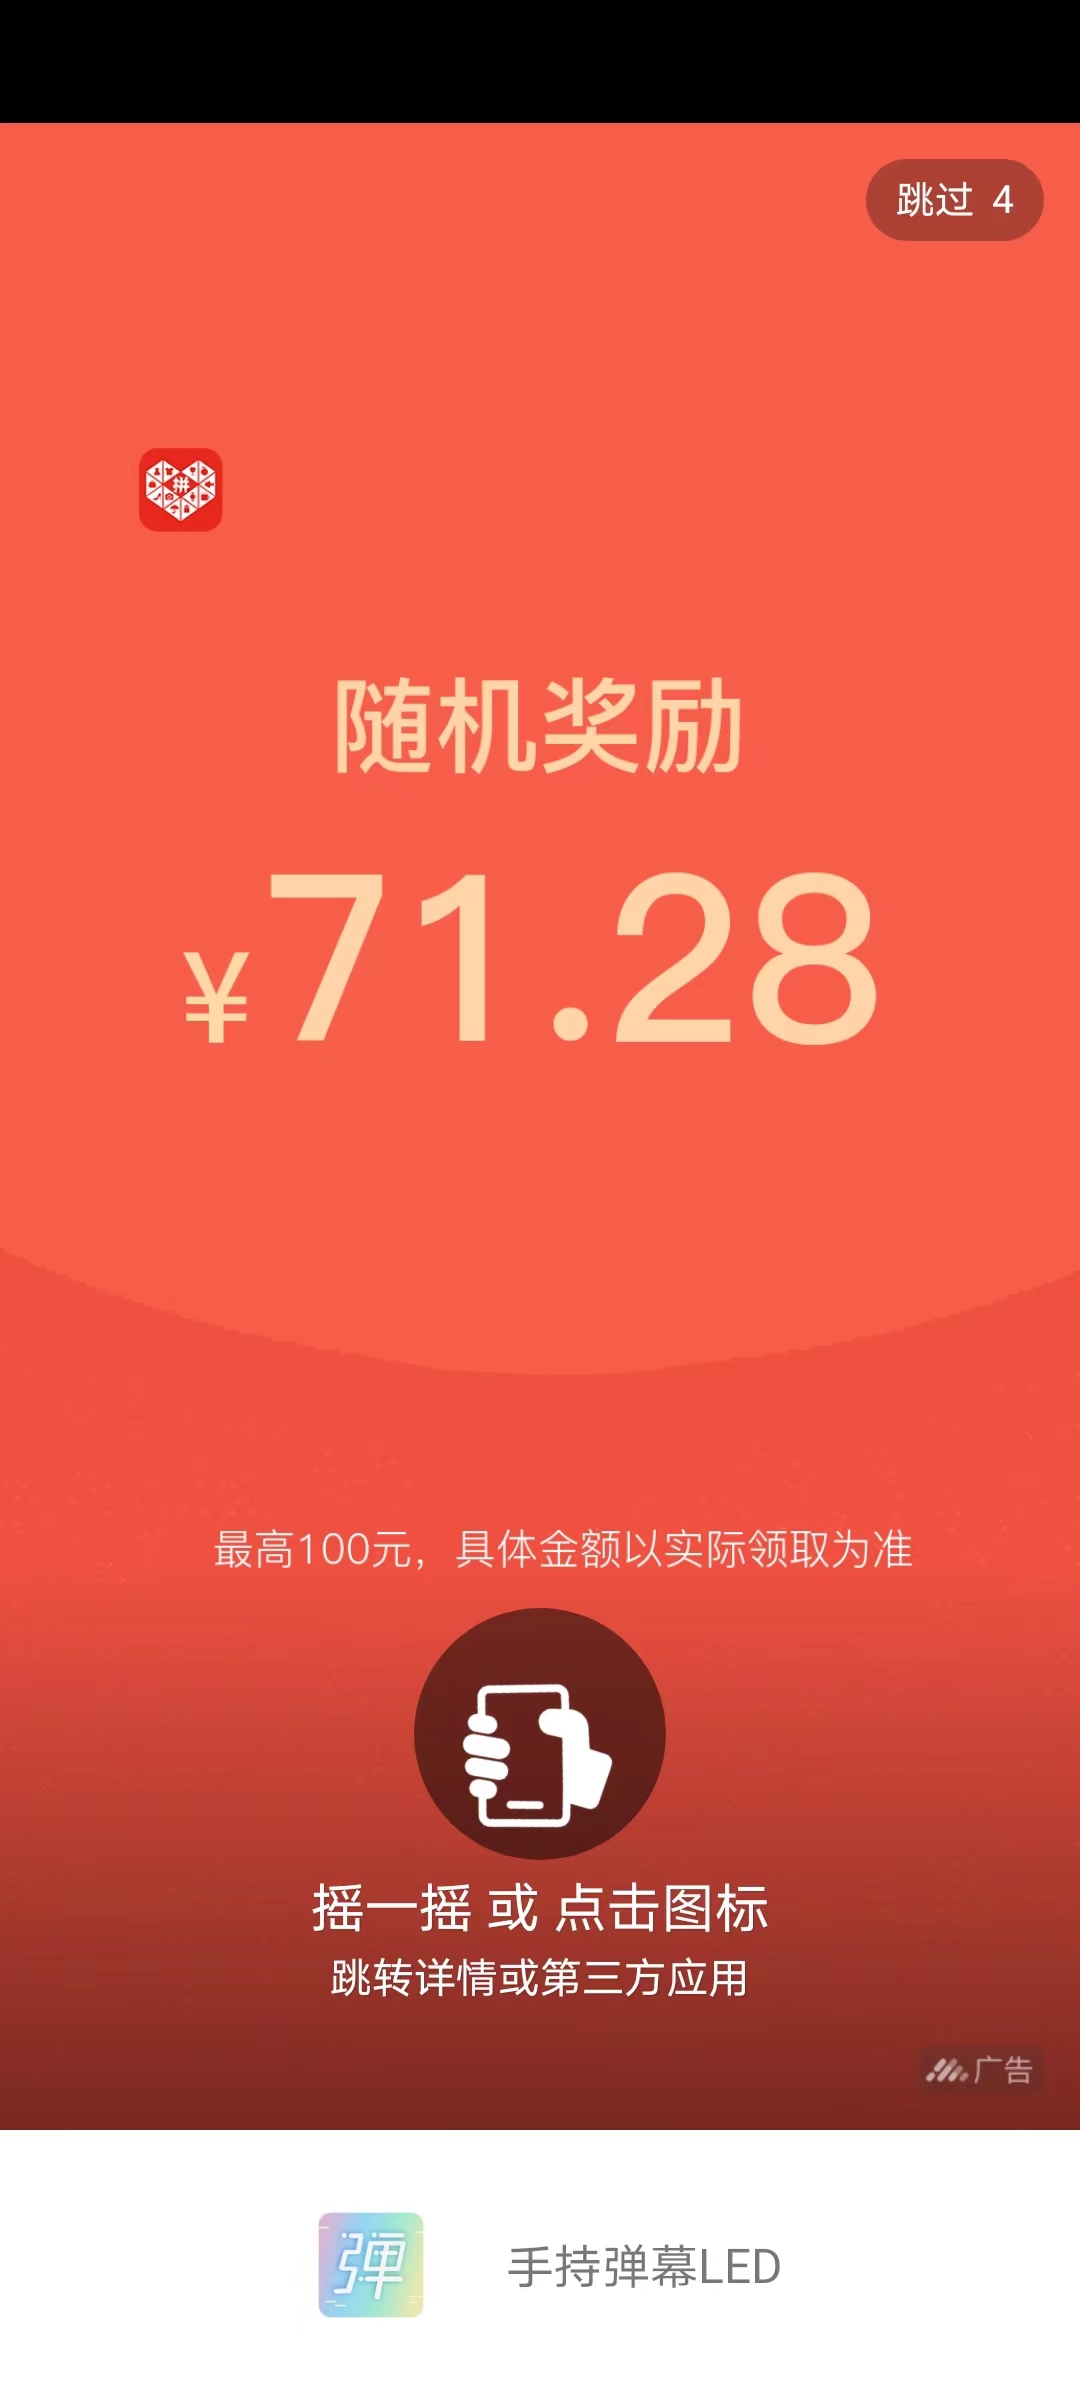 跳过 4
拼
随机奖励
¥71.28
最高100元，具体金额以实际领取为准
摇一摇 或 点击图标
跳转详情或第三方应用
广告
弹
手持弹幕LED